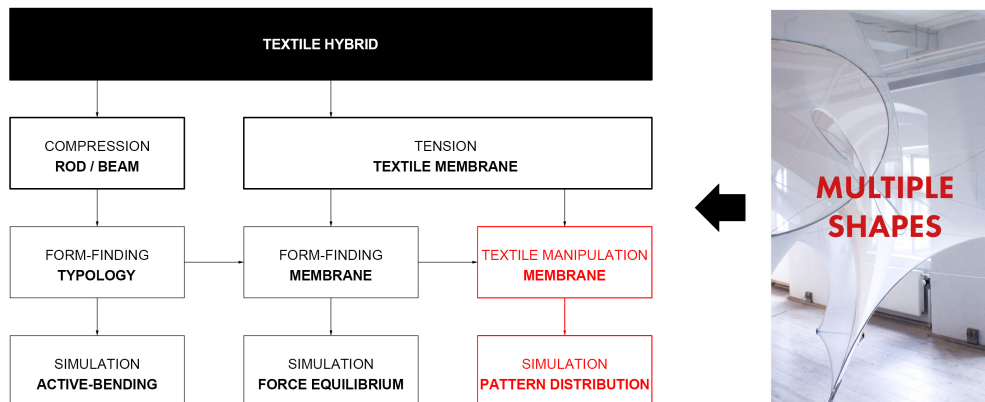 TEXTILE HYBRID
COMPRESSION
ROD / BEAM
TENSION
TEXTILE MEMBRANE
FORM-FINDING
TYPOLOGY
FORM-FINDING
MEMBRANE
TEXTILE MANIPULATION
MEMBRANE
SIMULATION
ACTIVE-BENDING
SIMULATION
FORCE EQUILIBRIUM
SIMULATION
PATTERN DISTRIBUTION
MULTIPLE
SHAPES